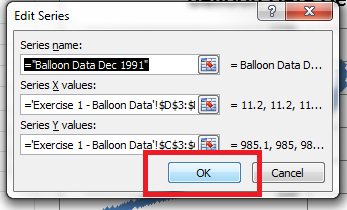 Edit Series
Series name:
="Balloon Data Dec 1991" = Balloon Data D...
Series X values:
='Exercise 1 - Balloon Data'!$D$3:$ = 11.2, 11.2, 11...
Series Y values:
='Exercise 1 - Balloon Data'!$C$3:$ = 985.1, 985, 98...
OK Cancel